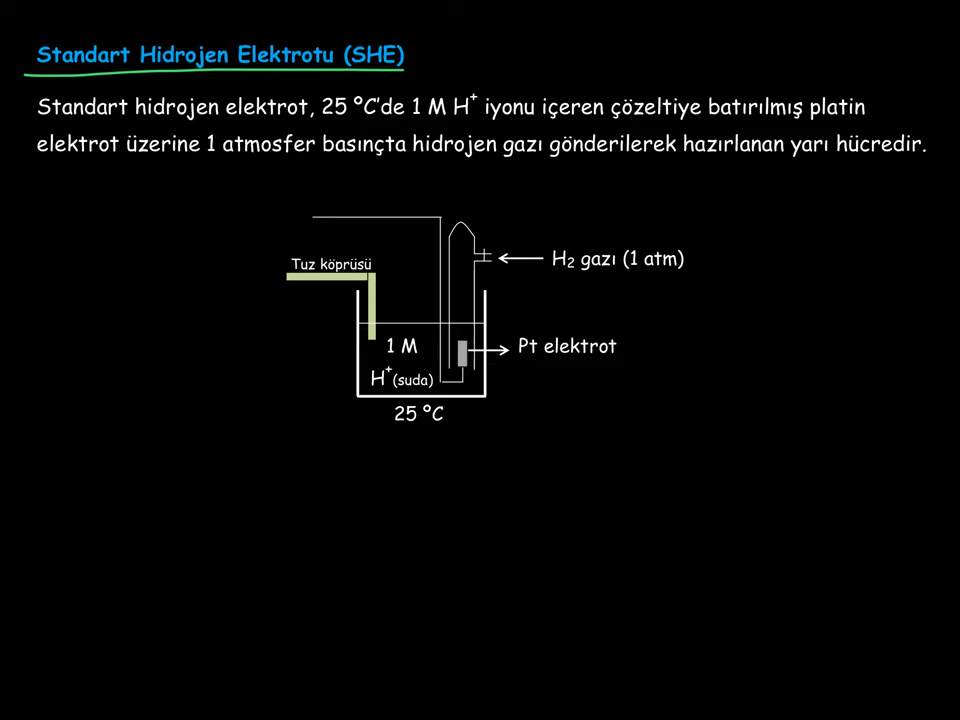 Standart Hidrojen Elektrotu (SHE)
Standart hidrojen elektrot, 25 ºC'de 1 M H⁺ iyonu içeren çözeltiye batırılmış platin
elektrot üzerine 1 atmosfer basınçta hidrojen gazı gönderilerek hazırlanan yarı hücredir.
Tuz köprüsü
H₂ gazı (1 atm)
1 M
Pt elektrot
H⁺(suda)
25 ºC